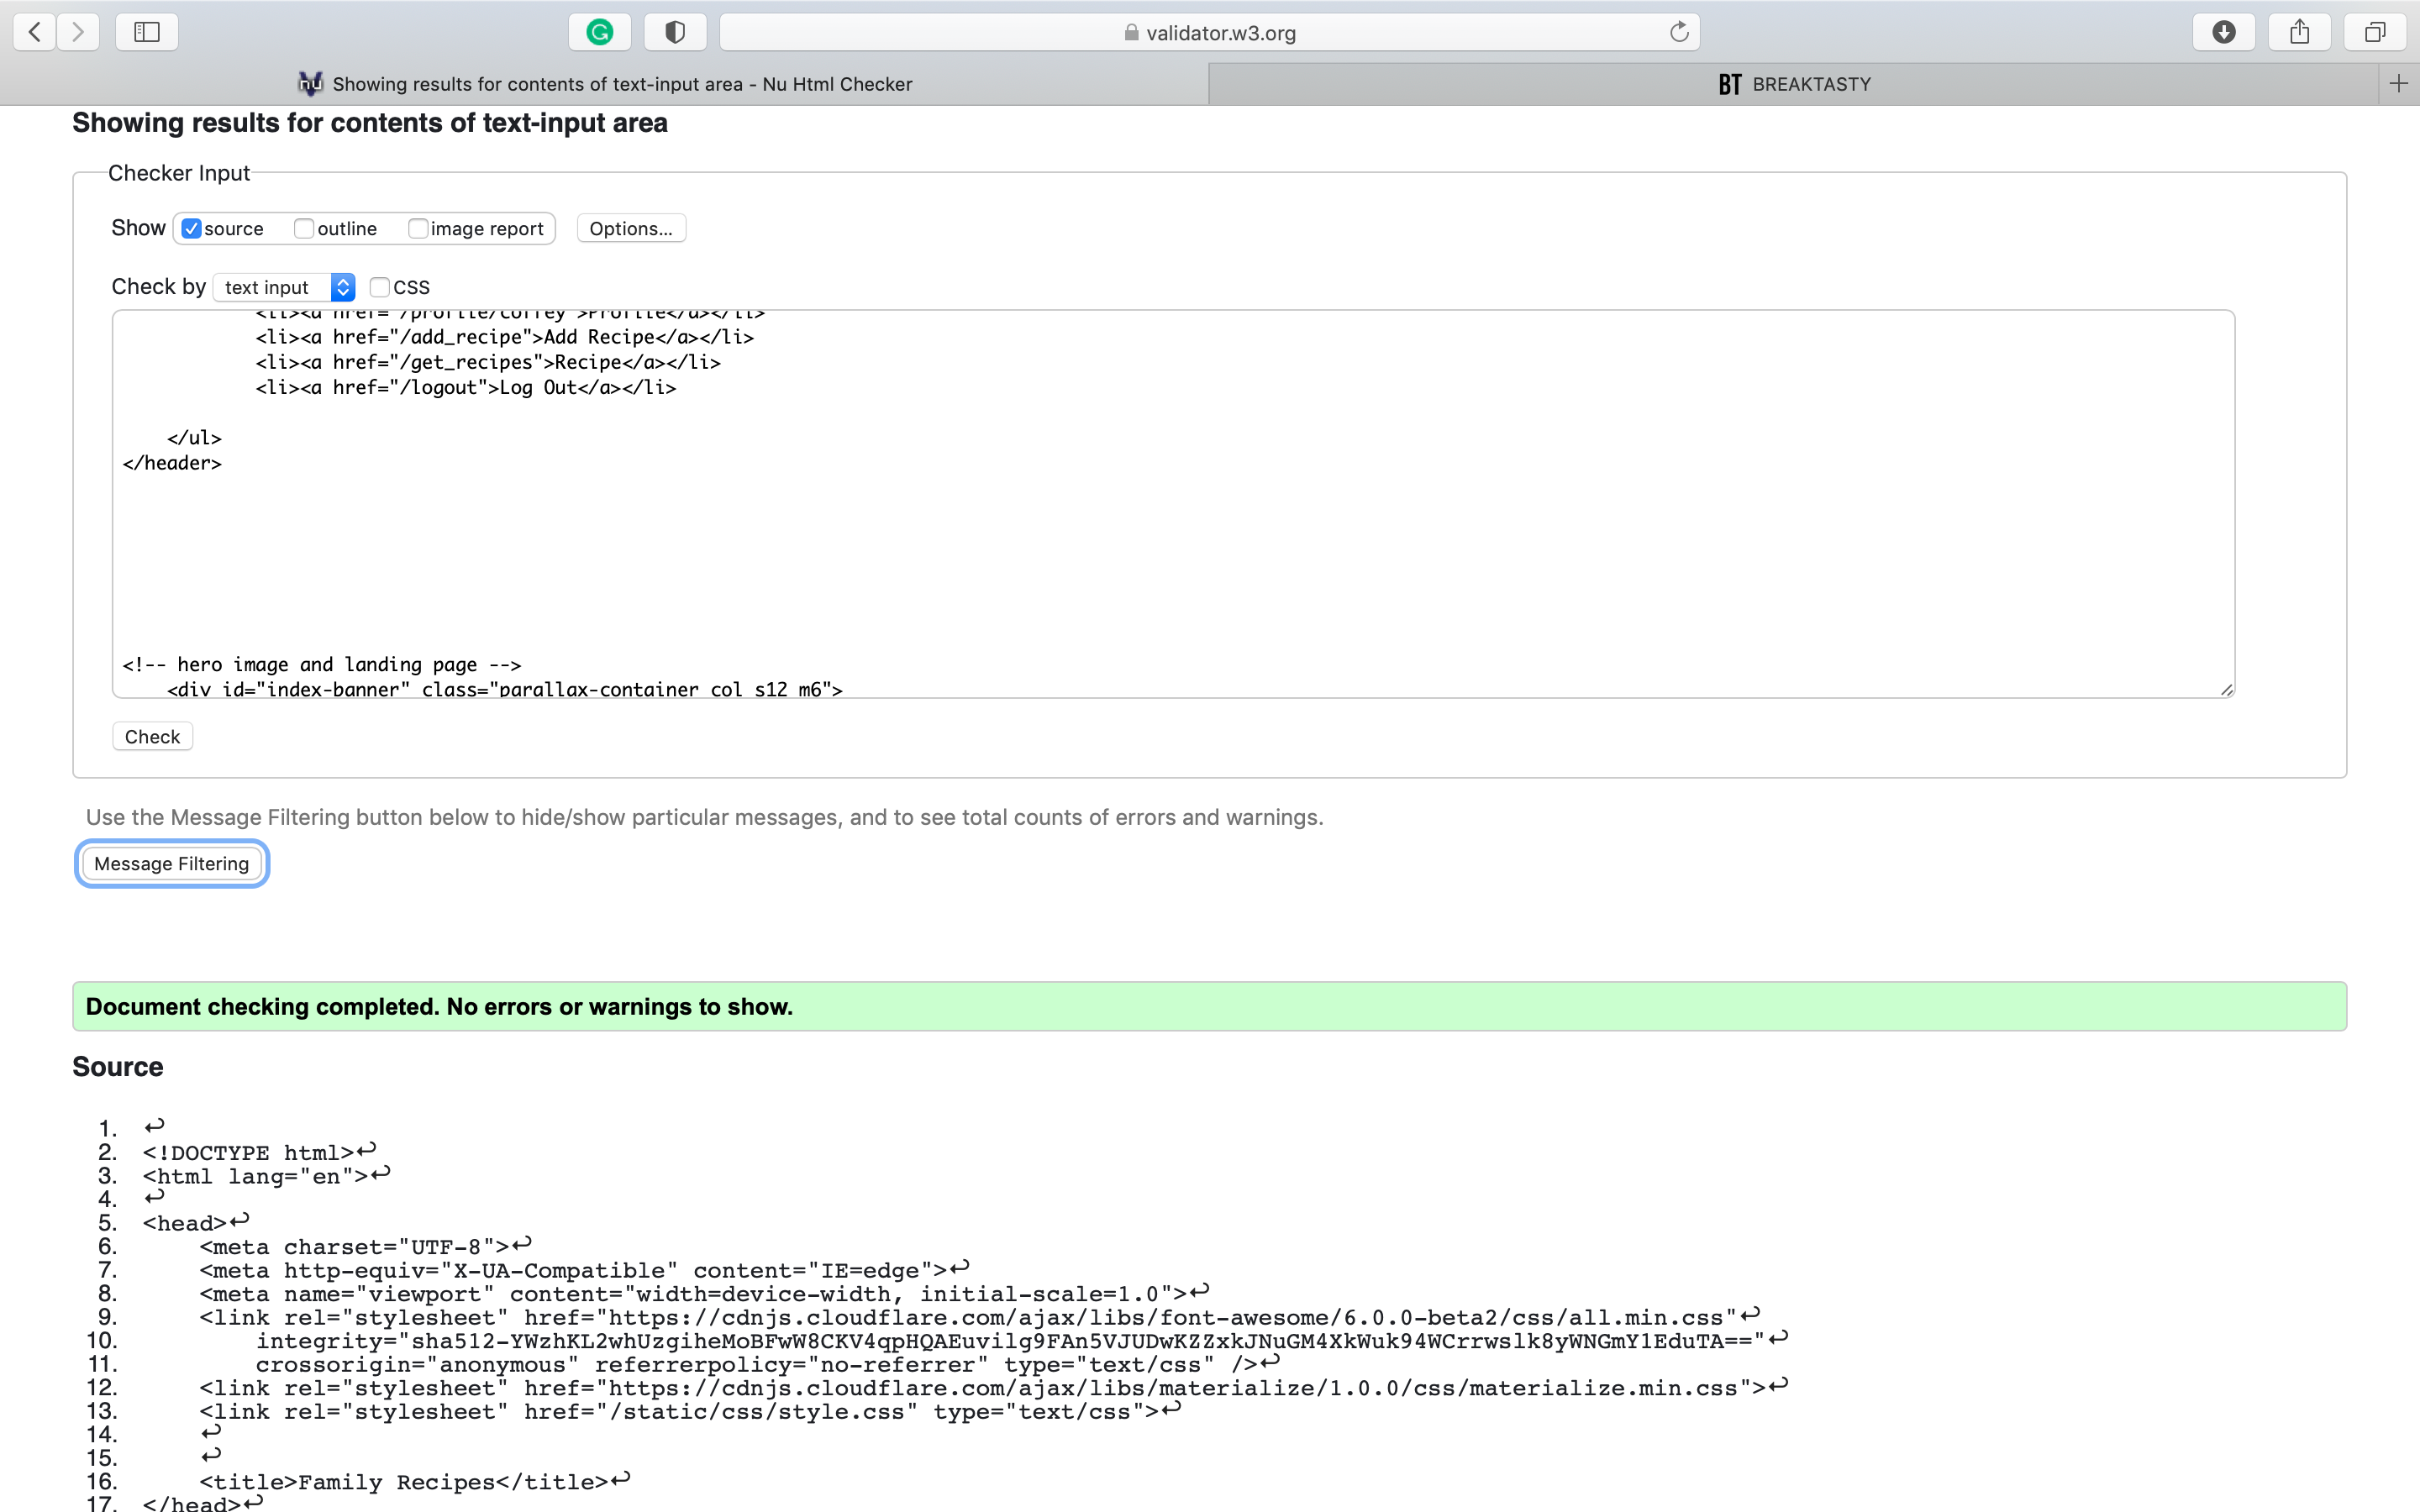 validator.w3.org
Showing results for contents of text-input area - Nu Html Checker
BT BREAKTASTY
Showing results for contents of text-input area
Checker Input
Show source outline image report Options...
Check by text input CSS
<li><a href="/profile/coffey">Profile</a></li>
<li><a href="/add_recipe">Add Recipe</a></li>
<li><a href="/get_recipes">Recipe</a></li>
<li><a href="/logout">Log Out</a></li>
</ul>
</header>
<!-- hero image and landing page -->
<div id="index-banner" class="parallax-container col s12 m6">
Check
Use the Message Filtering button below to hide/show particular messages, and to see total counts of errors and warnings.
Message Filtering
Document checking completed. No errors or warnings to show.
Source
1. ↩
2. <!DOCTYPE html>↩
3. <html lang="en">↩
4. ↩
5. <head>↩
6. <meta charset="UTF-8">↩
7. <meta http-equiv="X-UA-Compatible" content="IE=edge">↩
8. <meta name="viewport" content="width=device-width, initial-scale=1.0">↩
9. <link rel="stylesheet" href="https://cdnjs.cloudflare.com/ajax/libs/font-awesome/6.0.0-beta2/css/all.min.css"↩
10. integrity="sha512-YWzhKL2whUzgiheMoBFwW8CKV4qpHQAEuvilg9FAn5VJUDwKZZxkJNuGM4XkWuk94WCrrwslk8yWNGmY1EduTA=="↩
11. crossorigin="anonymous" referrerpolicy="no-referrer" type="text/css" />↩
12. <link rel="stylesheet" href="https://cdnjs.cloudflare.com/ajax/libs/materialize/1.0.0/css/materialize.min.css">↩
13. <link rel="stylesheet" href="/static/css/style.css" type="text/css">↩
14. ↩
15. ↩
16. <title>Family Recipes</title>↩
17. </head>↩